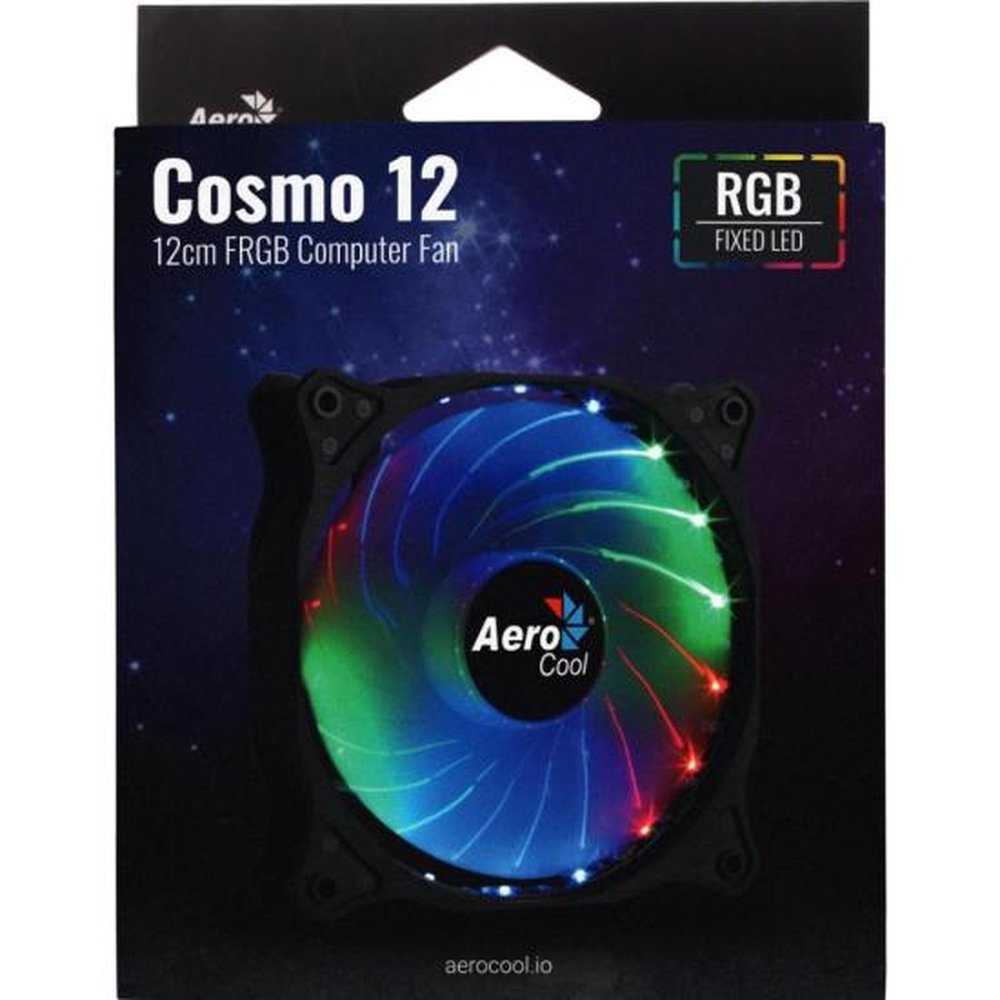 Aero
Cosmo 12
12cm FRGB Computer Fan
RGB
FIXED LED
Aero
Cool
aerocool.io